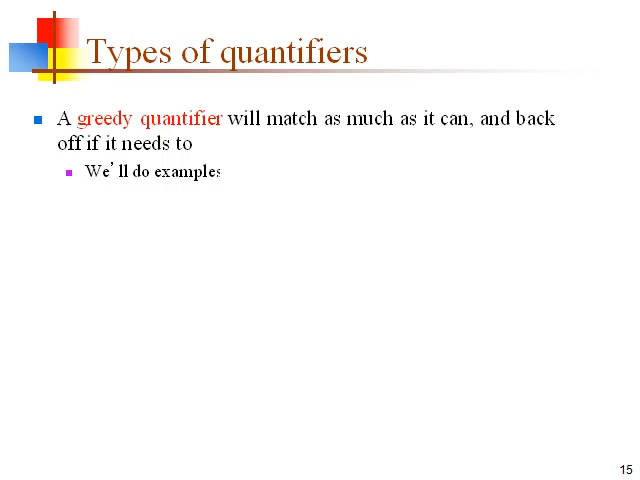 Types of quantifiers
A greedy quantifier will match as much as it can, and back
off if it needs to
We’ll do examples
15